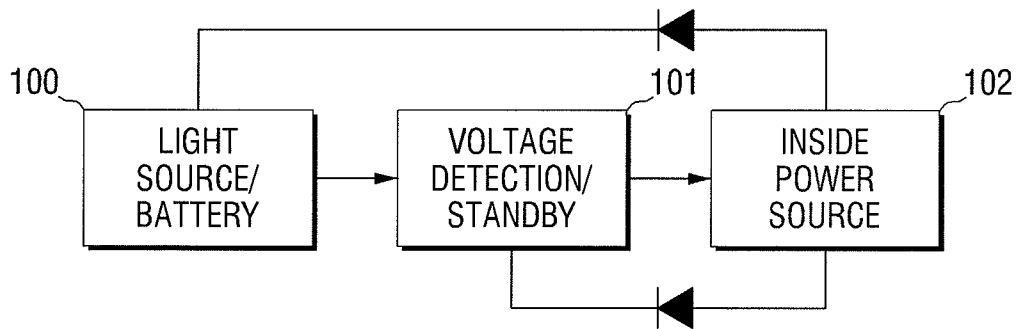 100
LIGHT
SOURCE/
BATTERY
101
VOLTAGE
DETECTION/
STANDBY
102
INSIDE
POWER
SOURCE